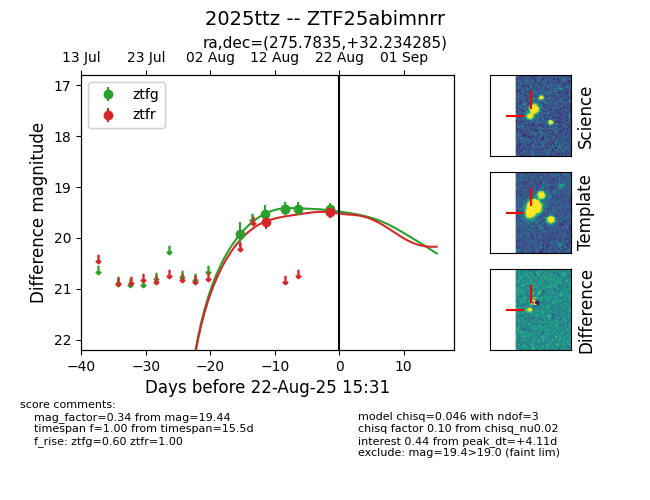 2025ttz -- ZTF25abimnrr
ra,dec=(275.7835,+32.234285)
13 Jul 23 Jul 02 Aug 12 Aug 22 Aug 01 Sep
ztfg
ztfr
17
18
19
20
21
22
Difference magnitude
−40 −30 −20 −10 0 10
Days before 22-Aug-25 15:31
Science
Template
Difference
score comments:
mag_factor=0.34 from mag=19.44
timespan f=1.00 from timespan=15.5d
f_rise: ztfg=0.60 ztfr=1.00
model chisq=0.046 with ndof=3
chisq factor 0.10 from chisq_nu0.02
interest 0.44 from peak_dt=+4.11d
exclude: mag=19.4>19.0 (faint lim)